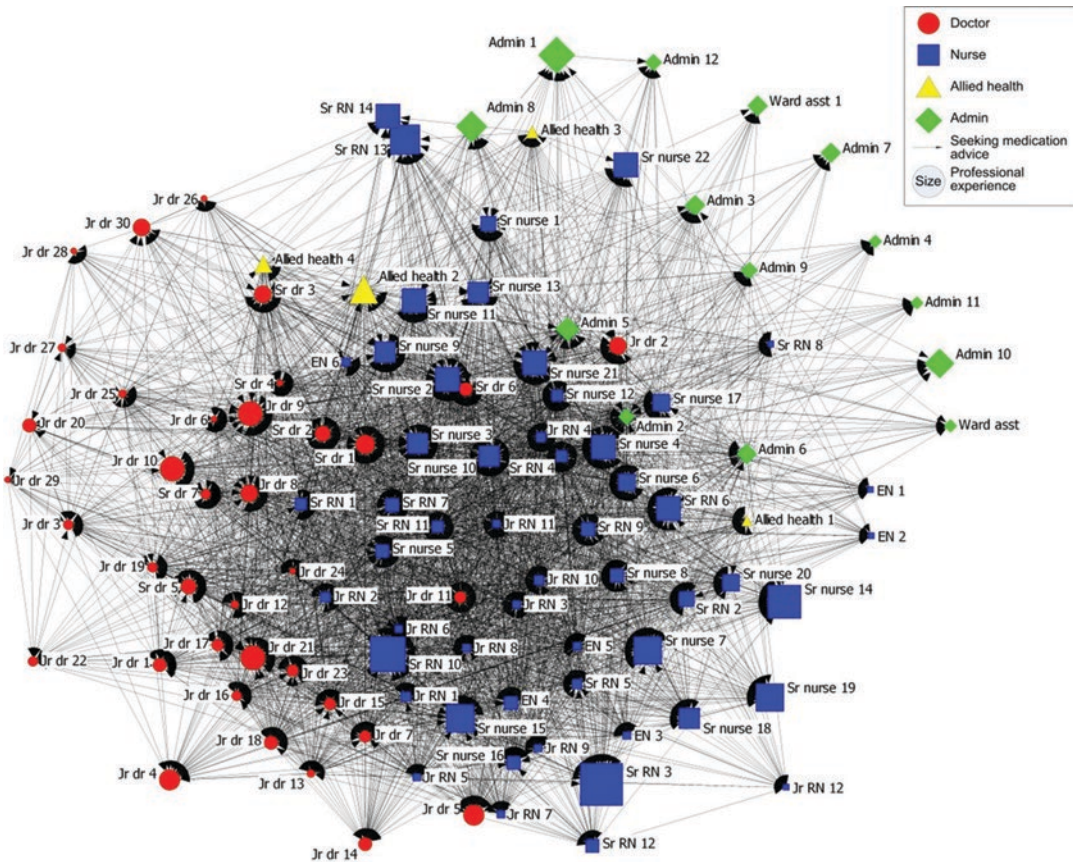 Doctor
Nurse
Allied health
Admin
Seeking medication
advice
Size
Professional
experience
Admin 1
Admin 12
Ward asst 1
Sr RN 14
Admin 8
Allied health 3
Admin 7
Sr RN 13
Sr nurse 22
Jr dr 26
Jr dr 30
Admin 3
Sr nurse 1
Admin 4
Jr dr 28
Allied health 4
Allied health 2
Admin 9
Sr dr 3
Sr nurse 13
Admin 11
Sr nurse 11
Admin 5
Jr dr 2
Sr RN 8
Jr dr 27
EN 6
Sr nurse 9
Admin 10
Sr nurse 21
Sr dr 4
Sr nurse 2
Sr dr 6
Jr dr 25
Sr nurse 12
Sr nurse 17
Jr dr 9
Jr dr 6
Jr dr 20
Admin 2
Ward asst
Sr dr 2
Jr RN 4
Sr nurse 3
Sr nurse 4
Sr dr 1
Admin 6
Jr dr 10
Sr nurse 10
Sr RN 4
Jr dr 29
Sr nurse 6
Jr dr 8
Sr dr 7
EN 1
Sr RN 1
Sr RN 7
Sr RN 6
Jr dr 3
Sr RN 11
Jr RN 11
Sr RN 9
Allied health 1
EN 2
Sr nurse 5
Jr dr 19
Jr dr 24
Sr nurse 8
Sr nurse 20
Jr RN 10
Sr dr 5
Sr nurse 14
Jr dr 12
Jr RN 2
Jr dr 11
Jr RN 3
Sr RN 2
Jr RN 6
Jr dr 17
Jr dr 21
Jr RN 8
EN 5
Sr nurse 7
Jr dr 22
Jr dr 1
Sr RN 10
Jr dr 23
Sr RN 5
Jr dr 16
Jr dr 15
Jr RN 1
EN 4
Sr nurse 19
Sr nurse 15
Sr nurse 18
Jr dr 18
Jr dr 7
EN 3
Jr RN 9
Sr nurse 16
Jr dr 4
Jr dr 13
Jr RN 5
Sr RN 3
Jr RN 12
Jr dr 5
Jr RN 7
Jr dr 14
Sr RN 12